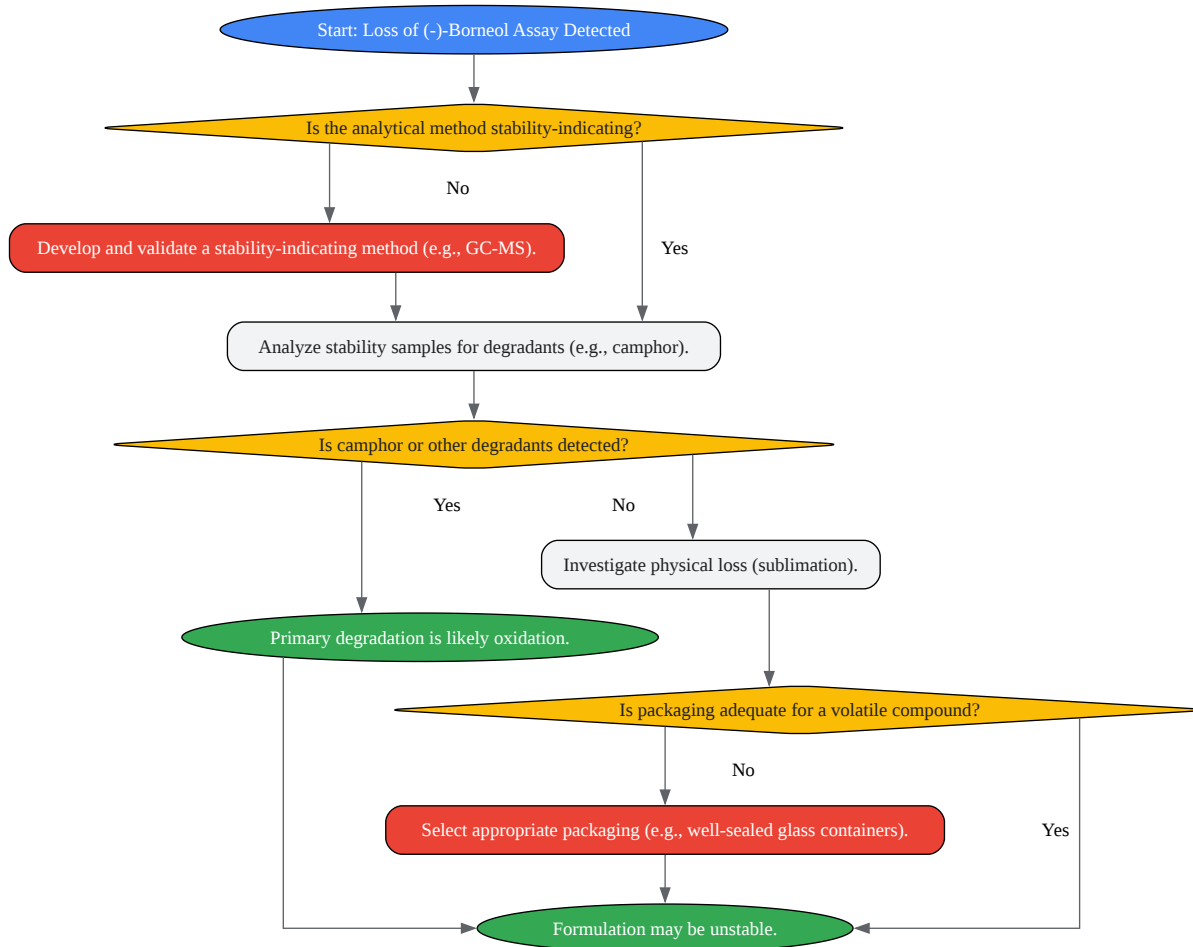 Start: Loss of (-)-Borneol Assay Detected
Is the analytical method stability-indicating?
No
Develop and validate a stability-indicating method (e.g., GC-MS).
Yes
Analyze stability samples for degradants (e.g., camphor).
Is camphor or other degradants detected?
Yes
No
Investigate physical loss (sublimation).
Primary degradation is likely oxidation.
Is packaging adequate for a volatile compound?
No
Select appropriate packaging (e.g., well-sealed glass containers).
Yes
Formulation may be unstable.